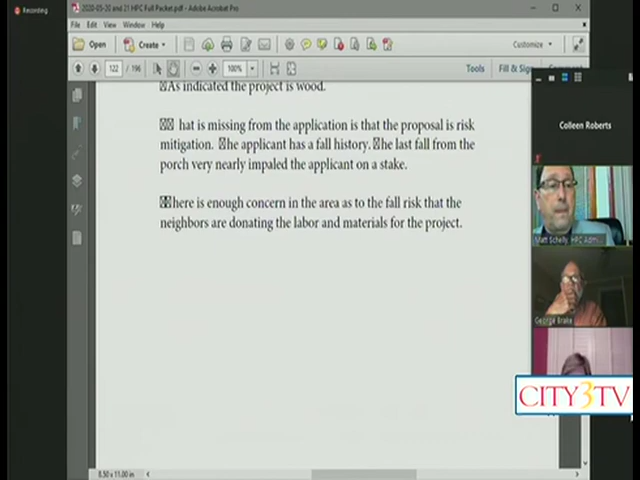 Recording
2020-05-20 and 21 HPC Full Packet.pdf - Adobe Acrobat Pro
File Edit View Window Help
Open
Create
Customize
122 / 196
100%
Tools
Fill & Sign
As indicated the project is wood.
hat is missing from the application is that the proposal is risk
mitigation. he applicant has a fall history. he last fall from the
porch very nearly impaled the applicant on a stake.
here is enough concern in the area as to the fall risk that the
neighbors are donating the labor and materials for the project.
Colleen Roberts
Matt Schelly, HPC Admi...
George Brake
CITY3TV
8.50 x 11.00 in